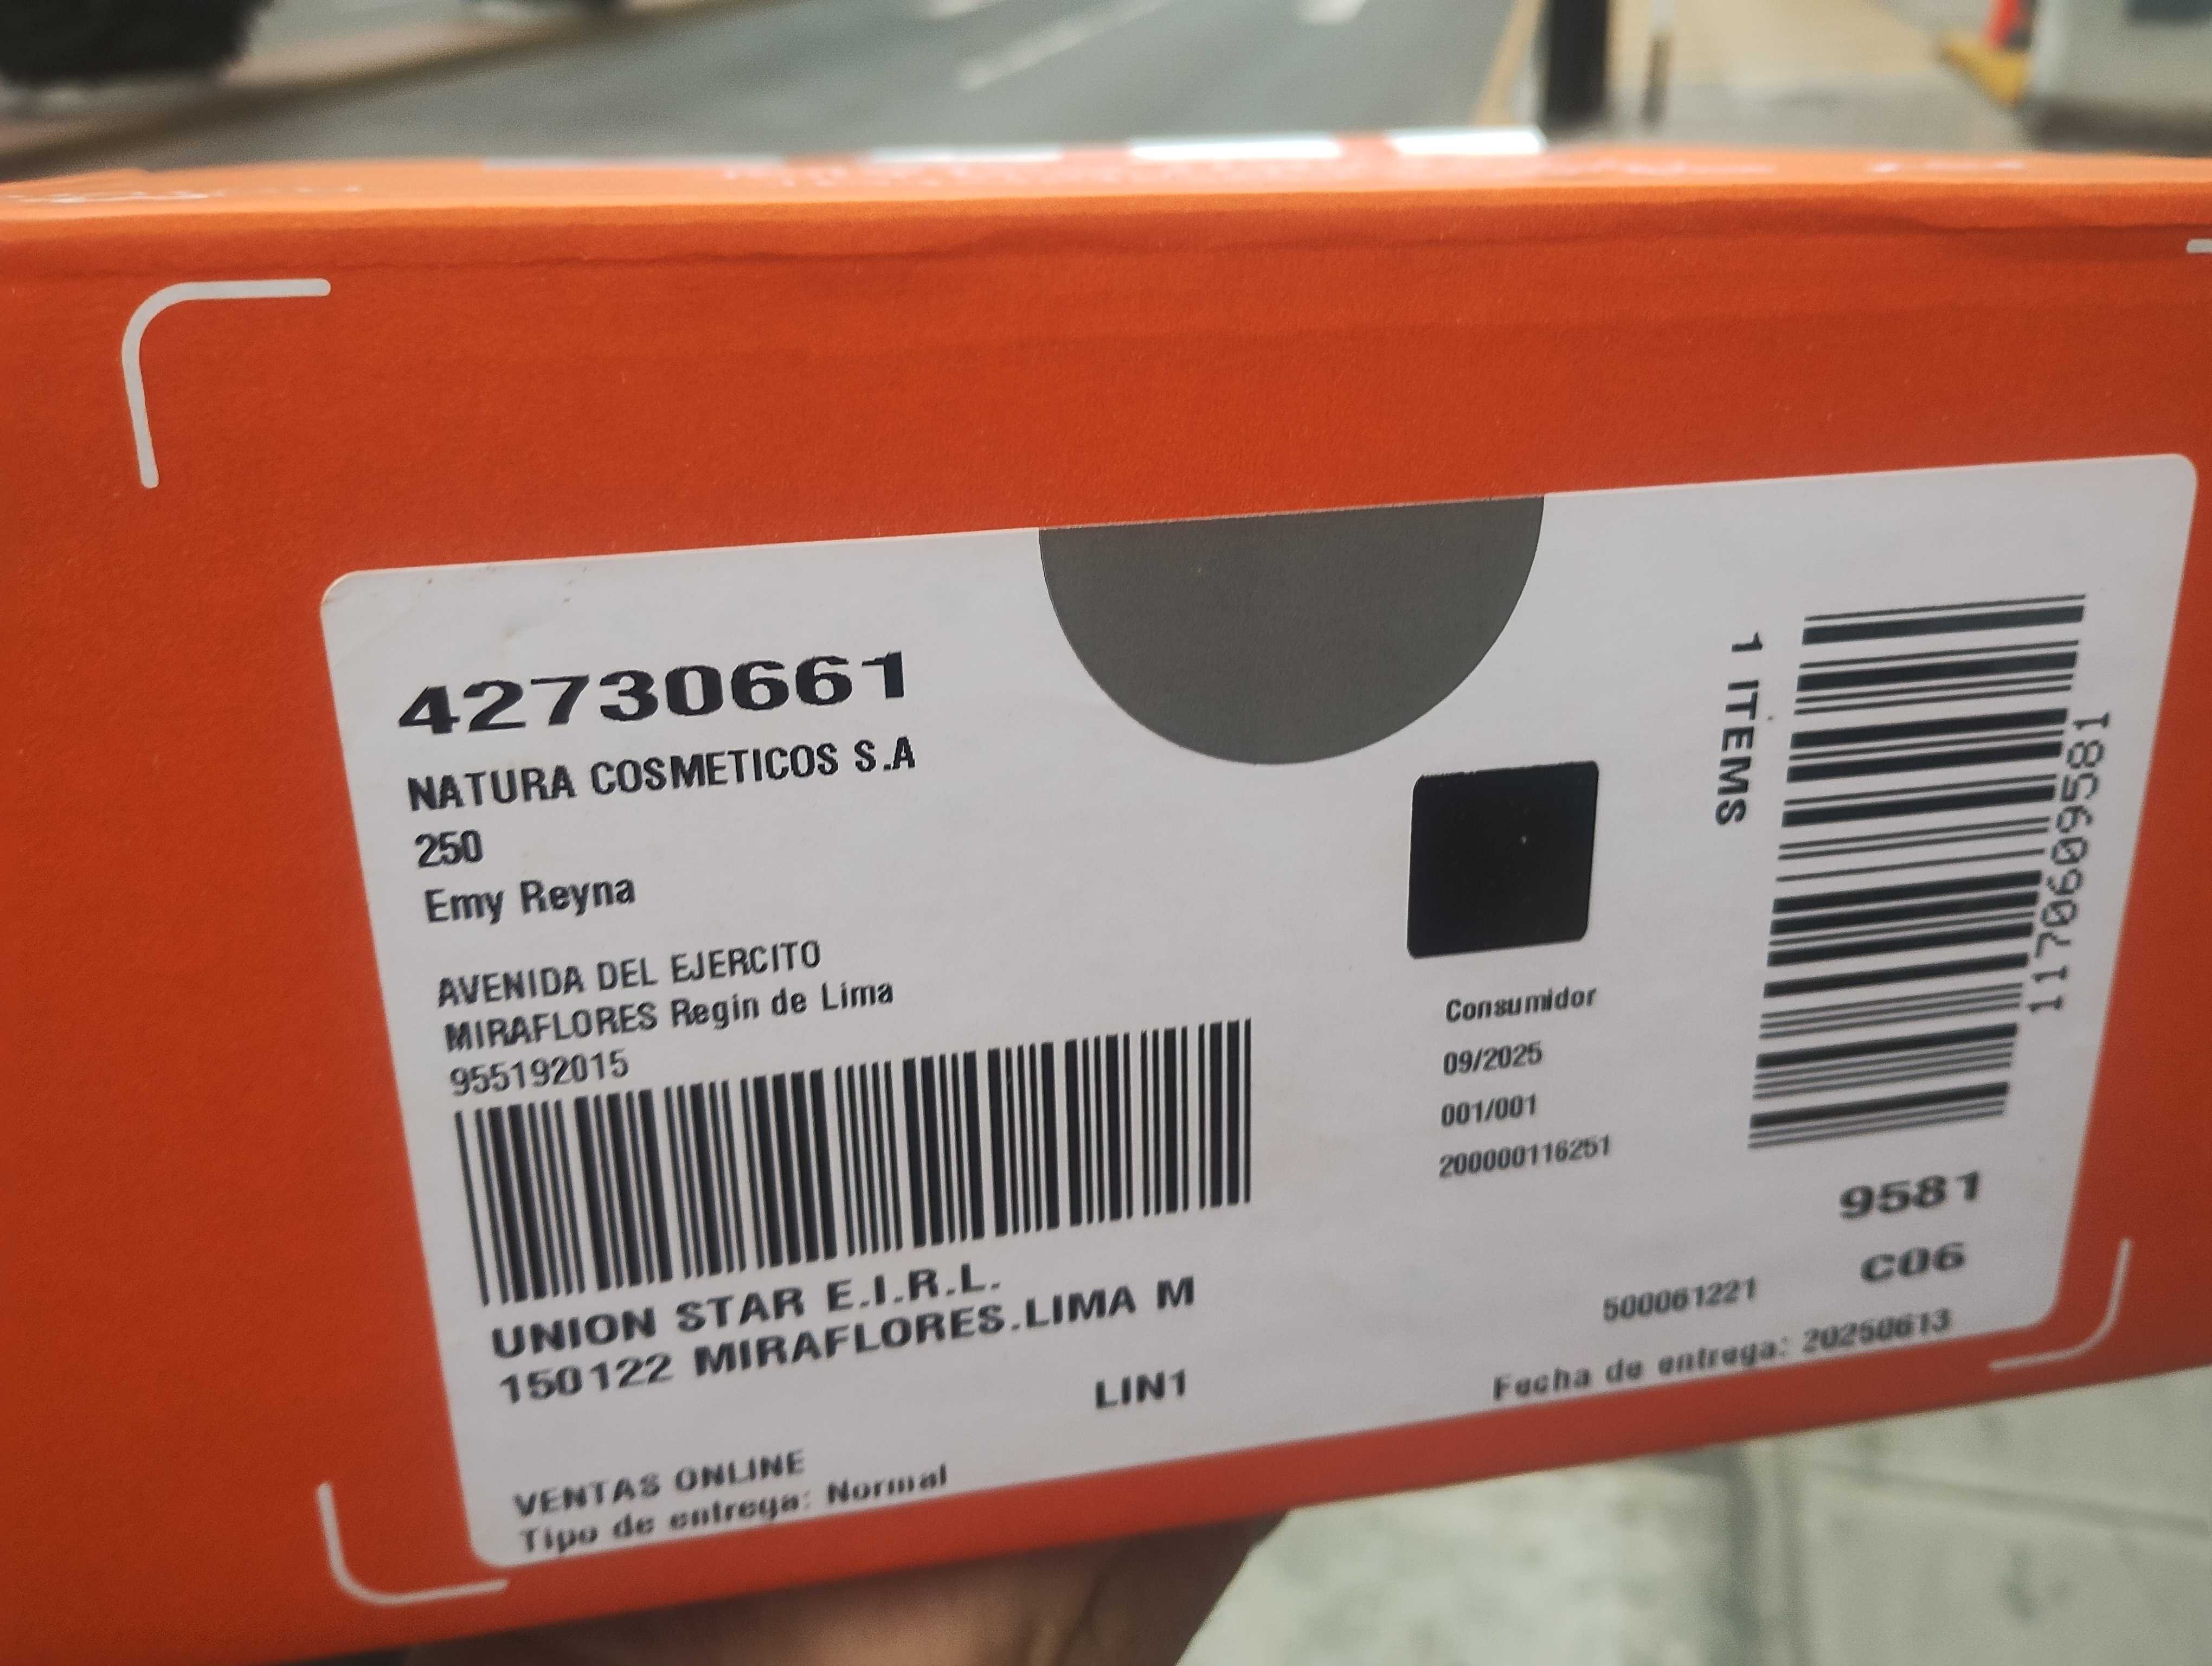 42730661
NATURA COSMETICOS S.A
250
Emy Reyna
AVENIDA DEL EJERCITO
MIRAFLORES Regin de Lima
955192015
UNION STAR E.I.R.L.
150122 MIRAFLORES.LIMA M
LIN1
VENTAS ONLINE
Tipo de entrega: Normal
Consumidor
09/2025
001/001
200000116251
1 ITEMS
1170609581
9581
C06
500061221
Fecha de entrega: 20250613